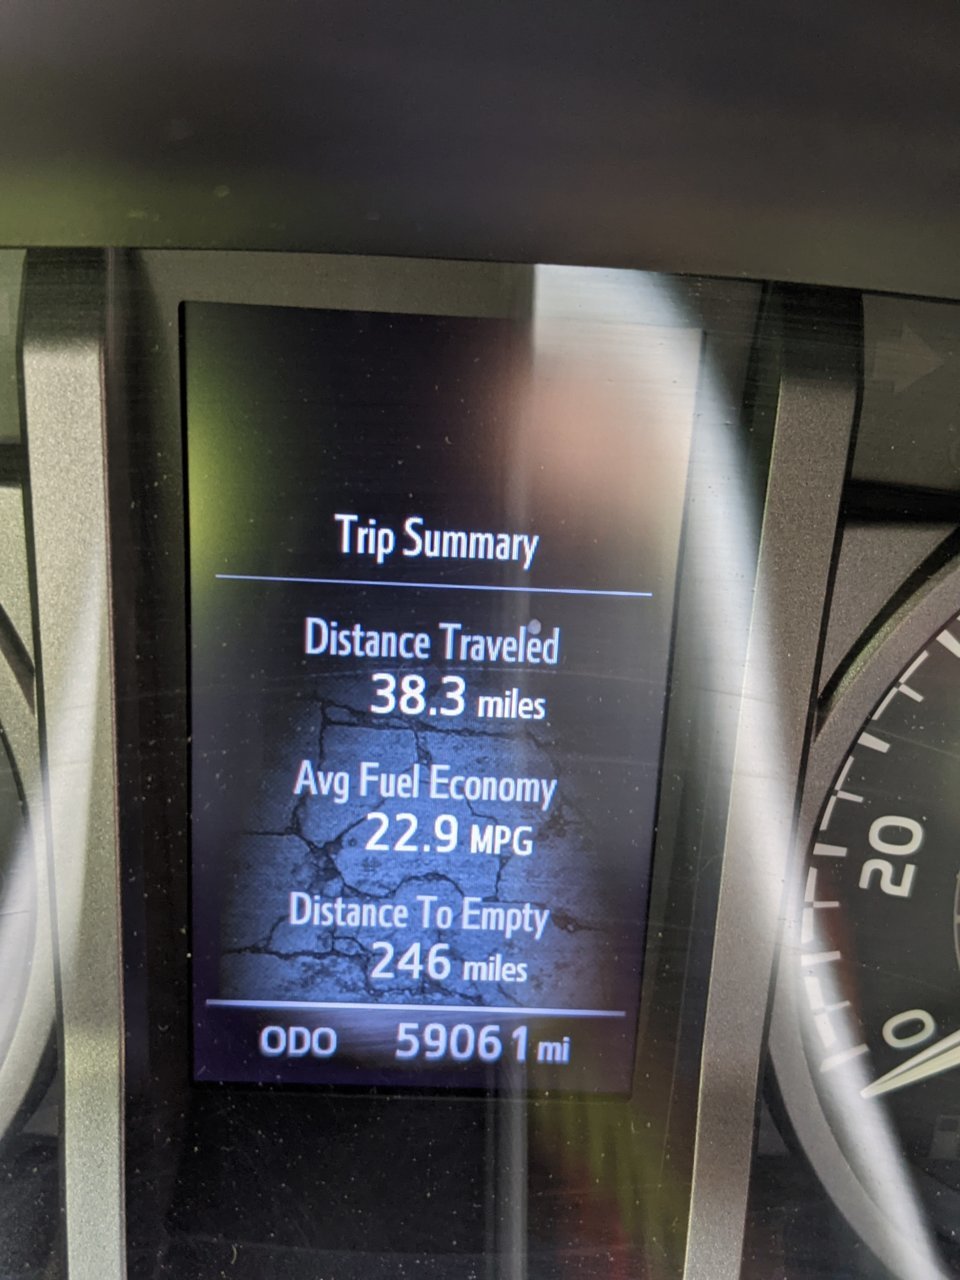 Trip Summary
Distance Traveled
38.3 miles
Avg Fuel Economy
22.9 MPG
Distance To Empty
246 miles
ODO 59061 mi
20
0